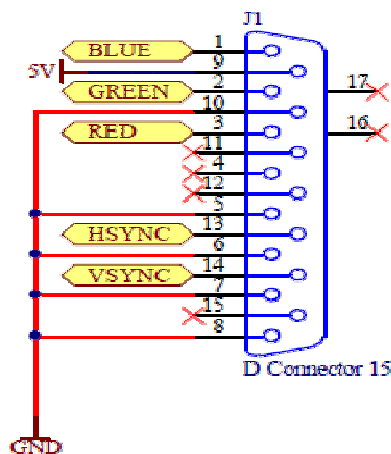 J1
BLUE 1
5V 9
GREEN 2
17
10
RED 3
16
11
4
12
5
HSYNC 13
6
VSYNC 14
7
15
8
D Connector 15
GND